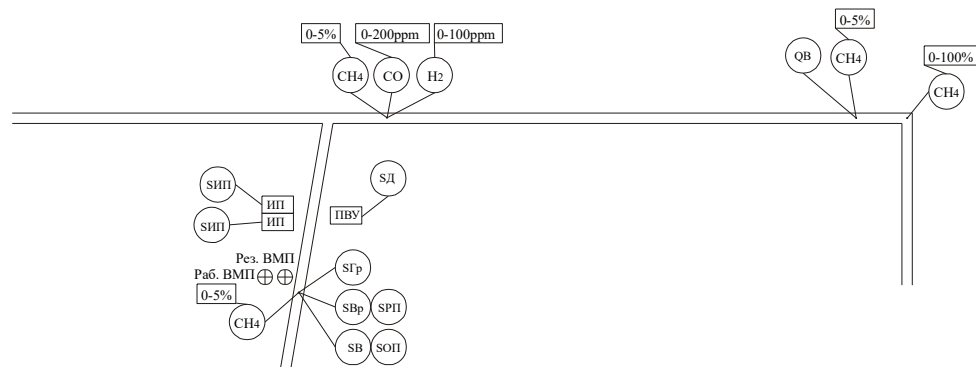 0-5% 0-200ppm 0-100ppm
CH4 CO H2
0-5%
QB CH4
0-100%
CH4
SИП
SИП
ИП
ИП
SД
ПВУ
Рез. ВМП
Раб. ВМП
0-5%
CH4
SГр
SВр SРП
SВ SОП